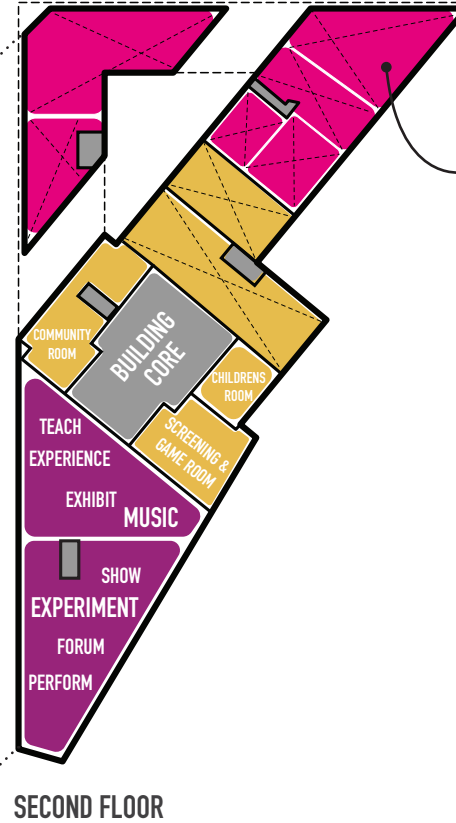 COMMUNITY
ROOM
BUILDING
CORE
CHILDRENS
ROOM
SCREENING &
GAME ROOM
TEACH
EXPERIENCE
EXHIBIT
MUSIC
SHOW
EXPERIMENT
FORUM
PERFORM
SECOND FLOOR